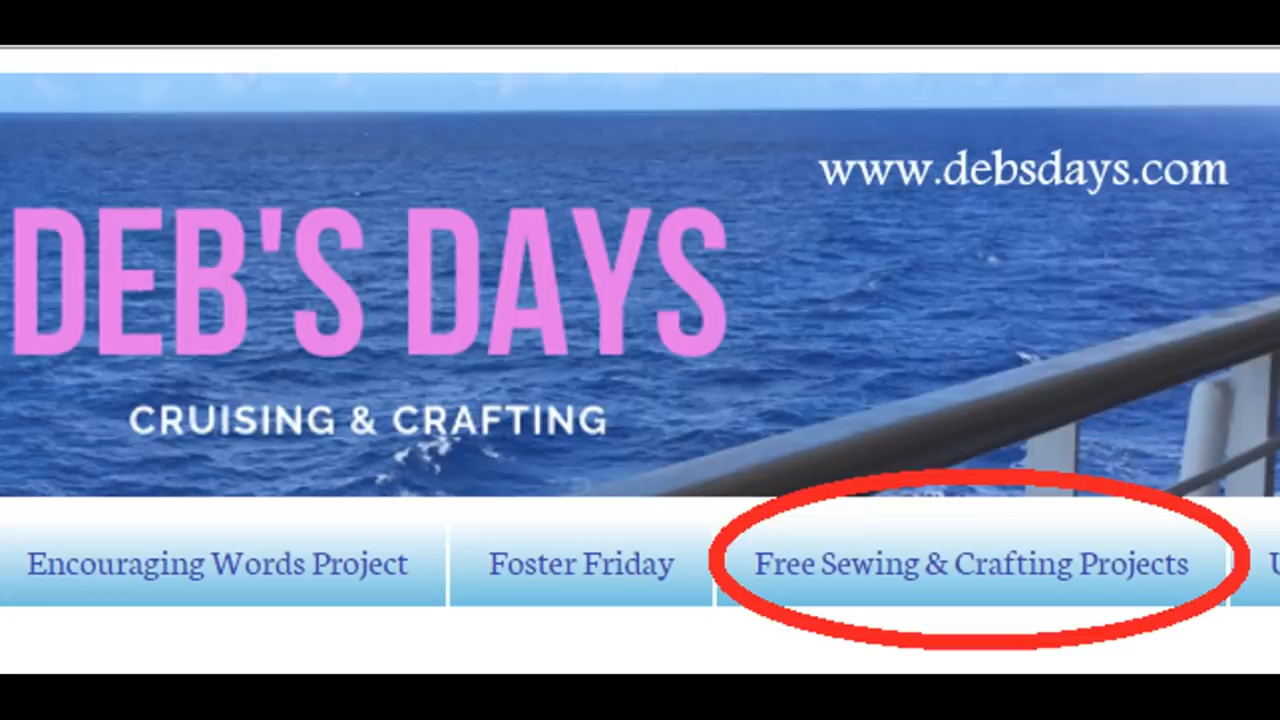 www.debsdays.com
DEB'S DAYS
CRUISING & CRAFTING
Encouraging Words Project
Foster Friday
Free Sewing & Crafting Projects